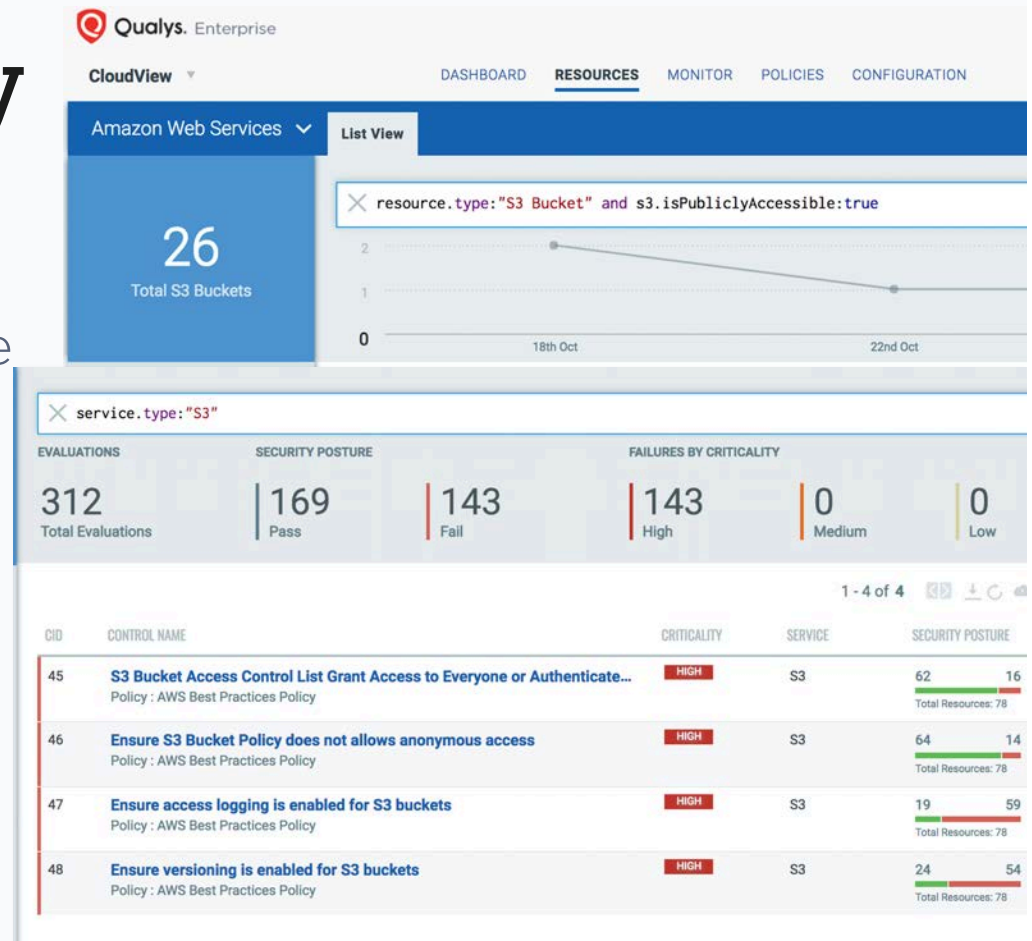 Qualys. Enterprise
y
CloudView
DASHBOARD RESOURCES MONITOR POLICIES CONFIGURATION
Amazon Web Services
List View
resource.type:"S3 Bucket" and s3.isPubliclyAccessible:true
26
Total S3 Buckets
2
1
0
18th Oct 22nd Oct
e
service.type:"S3"
EVALUATIONS SECURITY POSTURE FAILURES BY CRITICALITY
312 169 143 143 0 0
Total Evaluations Pass Fail High Medium Low
1 - 4 of 4
CID CONTROL NAME CRITICALITY SERVICE SECURITY POSTURE
45 S3 Bucket Access Control List Grant Access to Everyone or Authenticate... HIGH S3 62 16
Policy : AWS Best Practices Policy Total Resources: 78
46 Ensure S3 Bucket Policy does not allows anonymous access HIGH S3 64 14
Policy : AWS Best Practices Policy Total Resources: 78
47 Ensure access logging is enabled for S3 buckets HIGH S3 19 59
Policy : AWS Best Practices Policy Total Resources: 78
48 Ensure versioning is enabled for S3 buckets HIGH S3 24 54
Policy : AWS Best Practices Policy Total Resources: 78